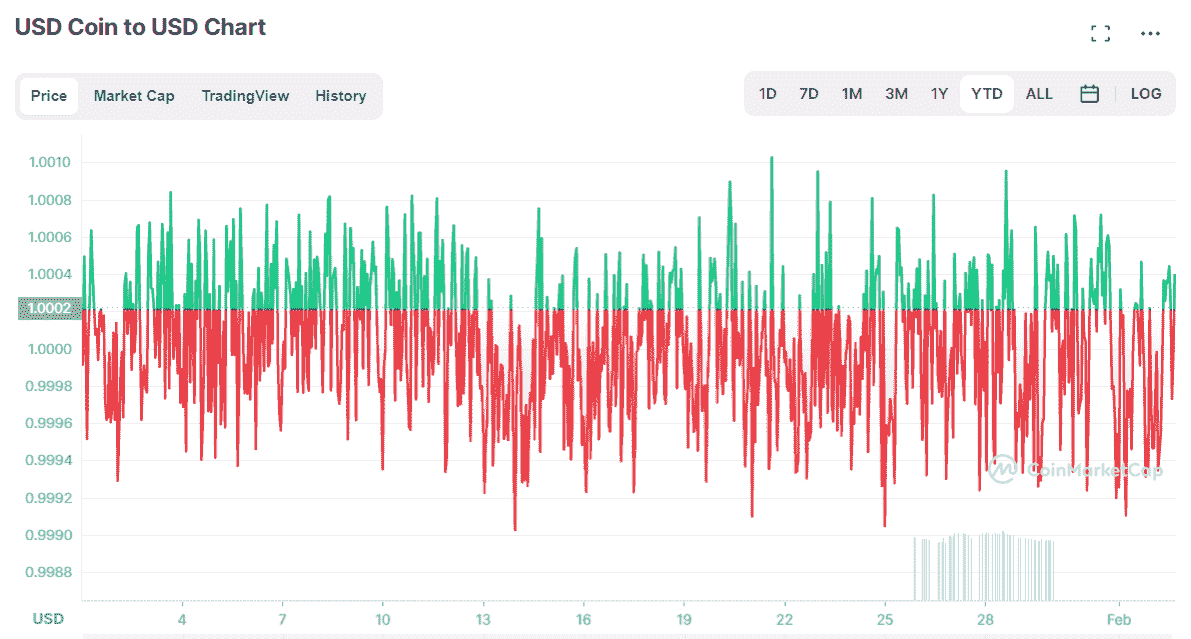 USD Coin to USD Chart
Price Market Cap TradingView History
1D 7D 1M 3M 1Y YTD ALL LOG
1.0010
1.0008
1.0006
1.0004
1.0002
1.0000
0.9998
0.9996
0.9994
CoinMarketCap
0.9992
0.9990
0.9988
USD 4 7 10 13 16 19 22 25 28 Feb